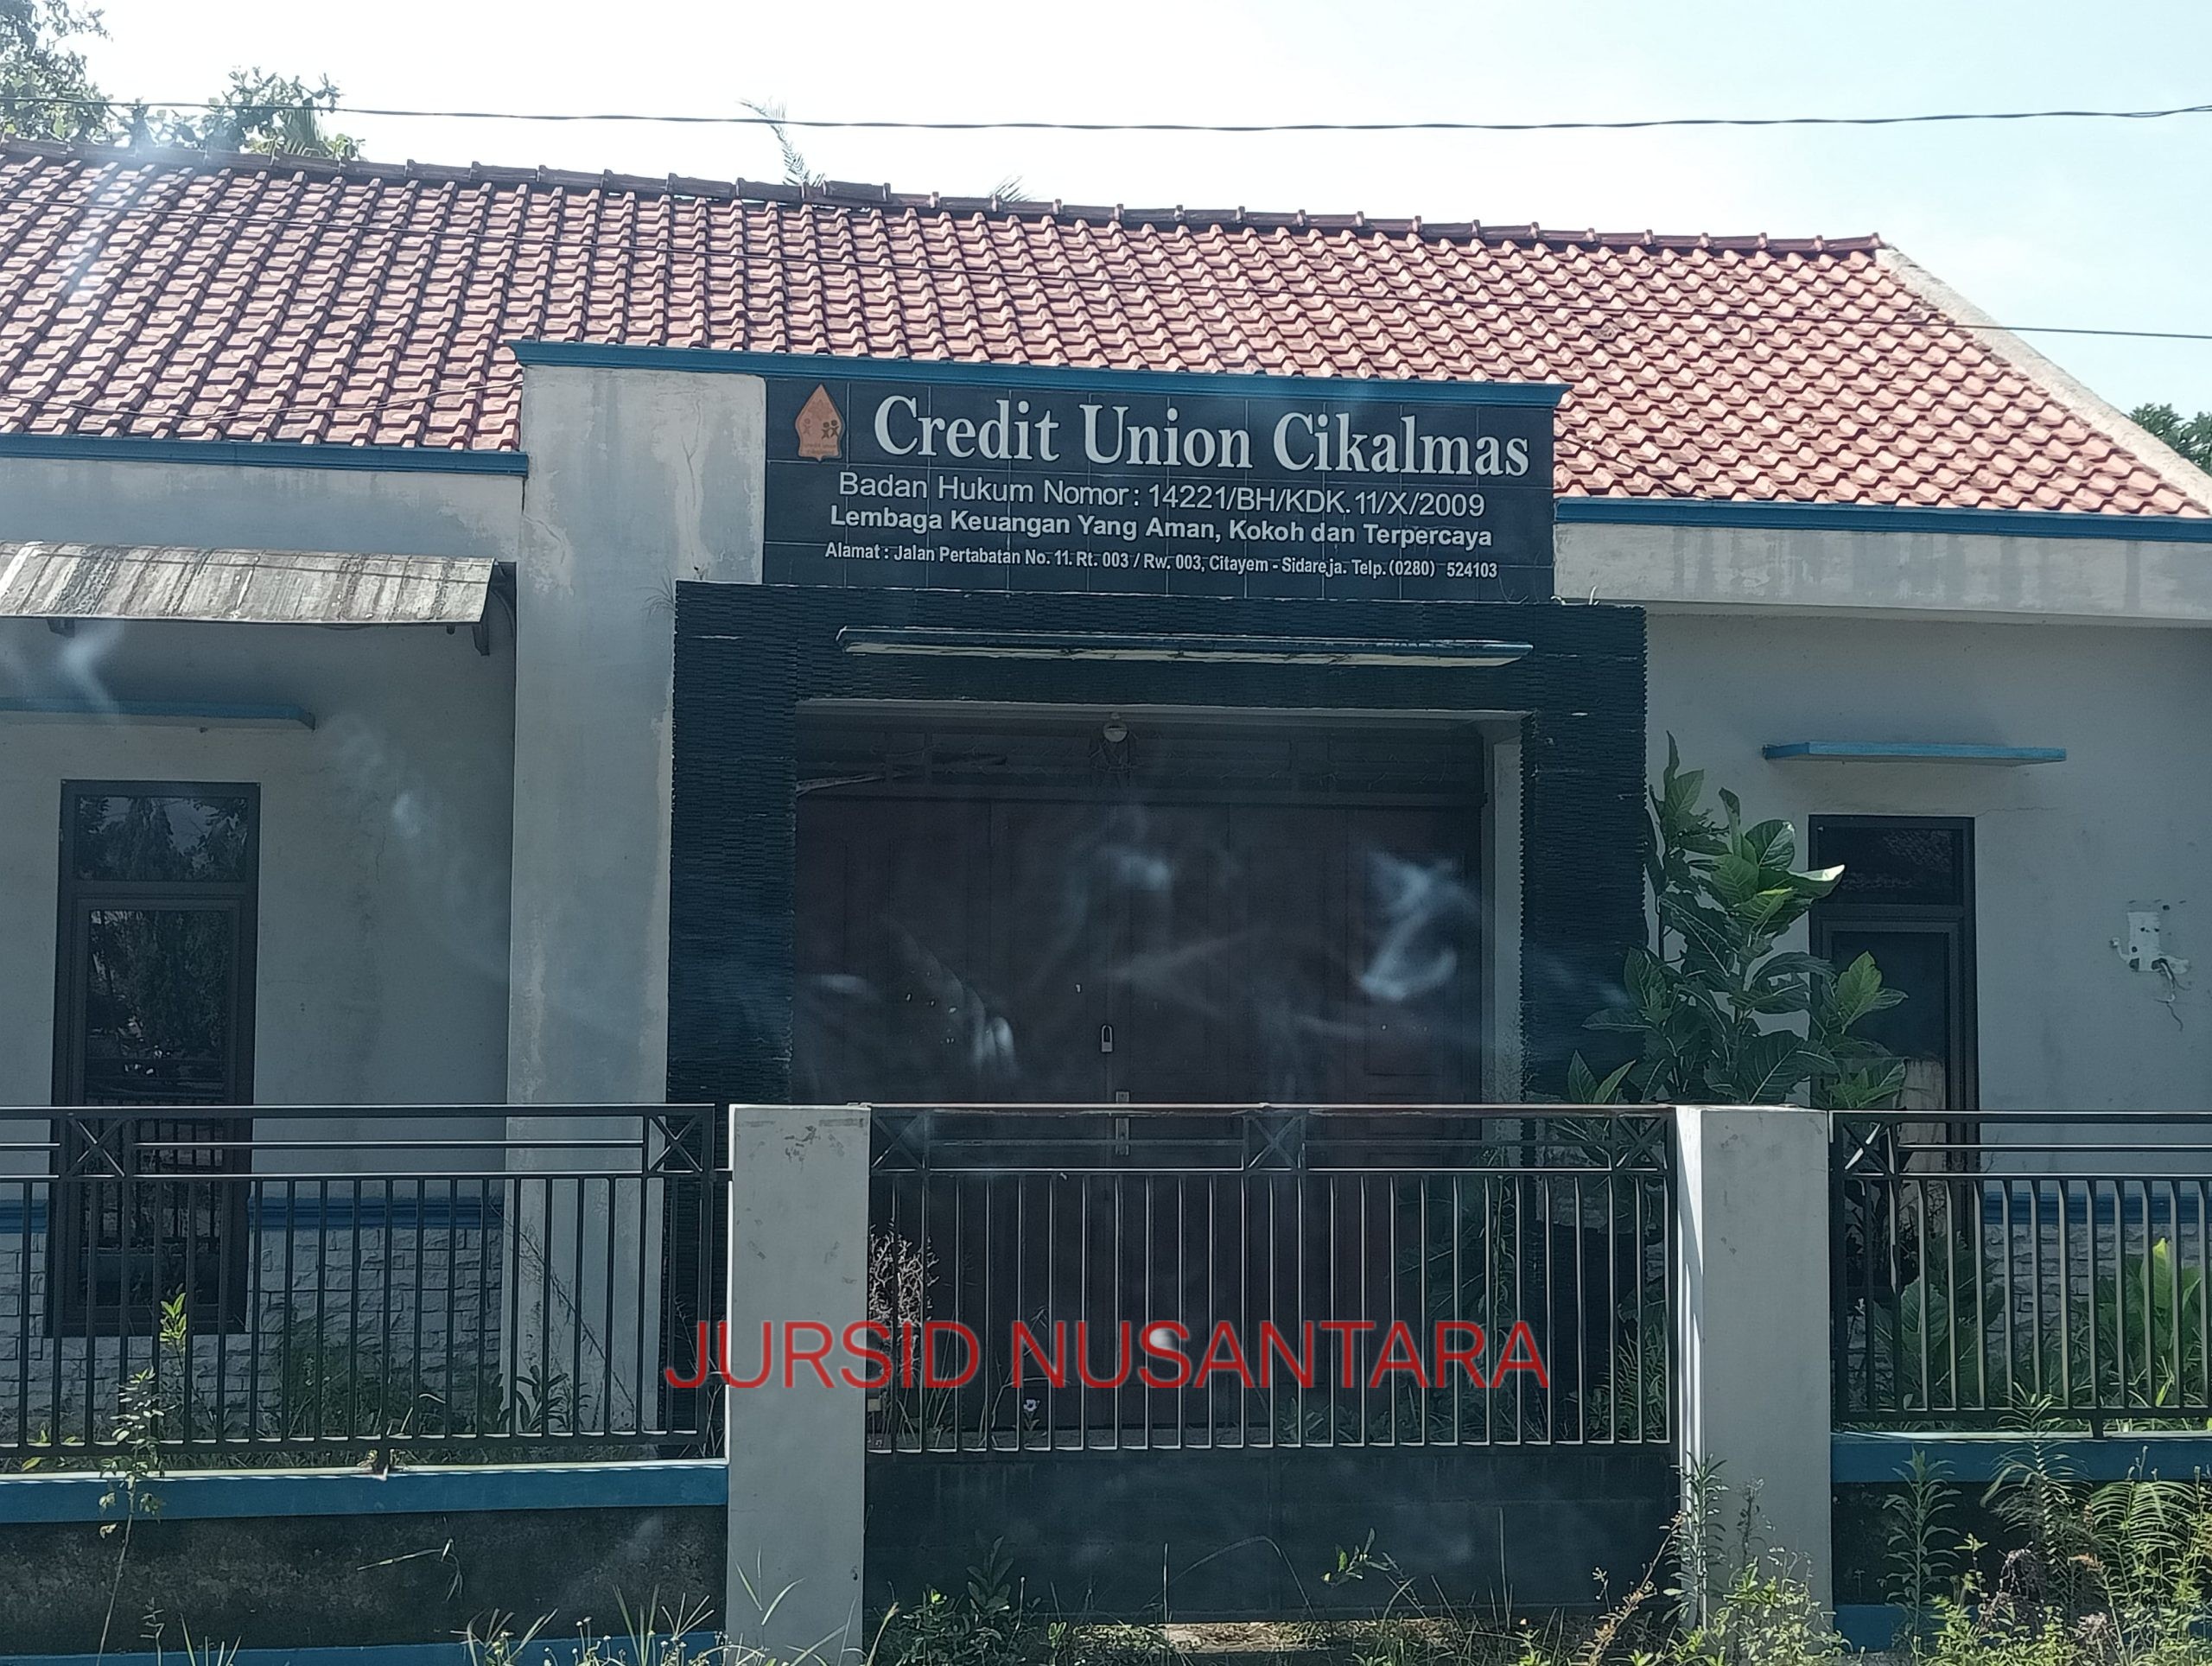 Credit Union Cikalmas
Badan Hukum Nomor : 14221/BH/KDK.11/X/2009
Lembaga Keuangan Yang Aman, Kokoh dan Terpercaya
Alamat : Jalan Pertabatan No. 11. Rt. 003 / Rw. 003, Citayem - Sidareja. Telp. (0280) 524103
JURSID NUSANTARA